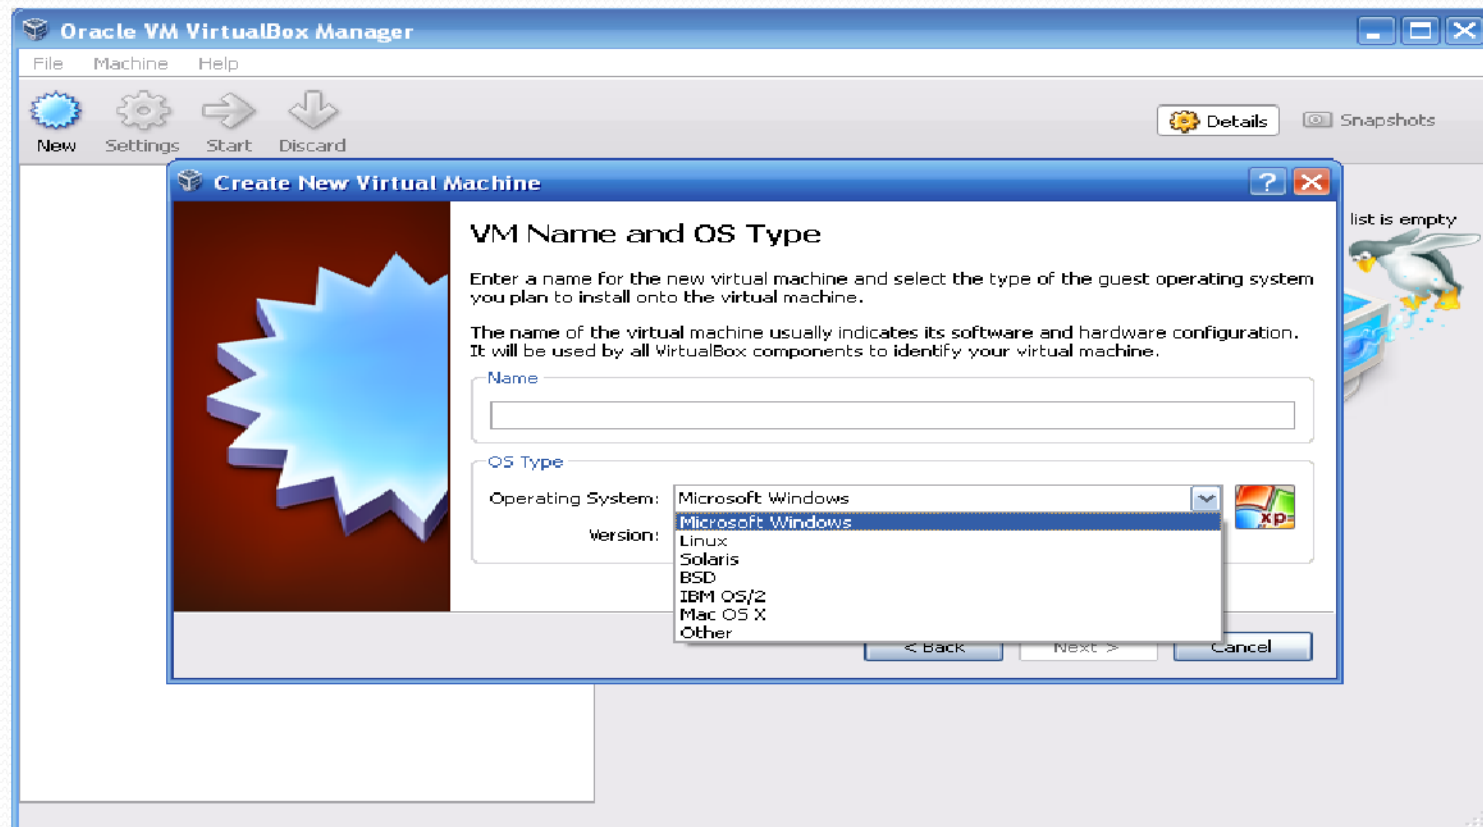 Oracle VM VirtualBox Manager
File Machine Help
New Settings Start Discard
Details Snapshots
Create New Virtual Machine
list is empty
VM Name and OS Type
Enter a name for the new virtual machine and select the type of the guest operating system
you plan to install onto the virtual machine.
The name of the virtual machine usually indicates its software and hardware configuration.
It will be used by all VirtualBox components to identify your virtual machine.
Name
OS Type
Operating System: Microsoft Windows
xp
Microsoft Windows
Version:
Linux
Solaris
BSD
IBM OS/2
Mac OS X
Other
< Back Next > Cancel